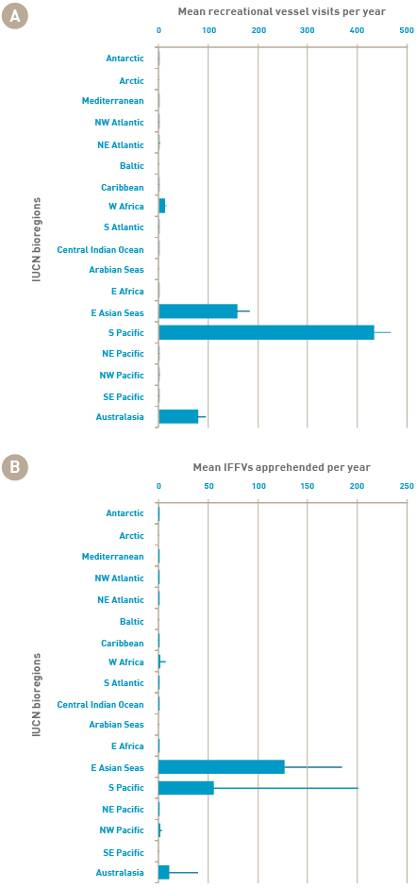 A
Mean recreational vessel visits per year
0 100 200 300 400 500
IUCN bioregions
Antarctic
Arctic
Mediterranean
NW Atlantic
NE Atlantic
Baltic
Caribbean
W Africa
S Atlantic
Central Indian Ocean
Arabian Seas
E Africa
E Asian Seas
S Pacific
NE Pacific
NW Pacific
SE Pacific
Australasia
B
Mean IFFVs apprehended per year
0 50 100 150 200 250
IUCN bioregions
Antarctic
Arctic
Mediterranean
NW Atlantic
NE Atlantic
Baltic
Caribbean
W Africa
S Atlantic
Central Indian Ocean
Arabian Seas
E Africa
E Asian Seas
S Pacific
NE Pacific
NW Pacific
SE Pacific
Australasia